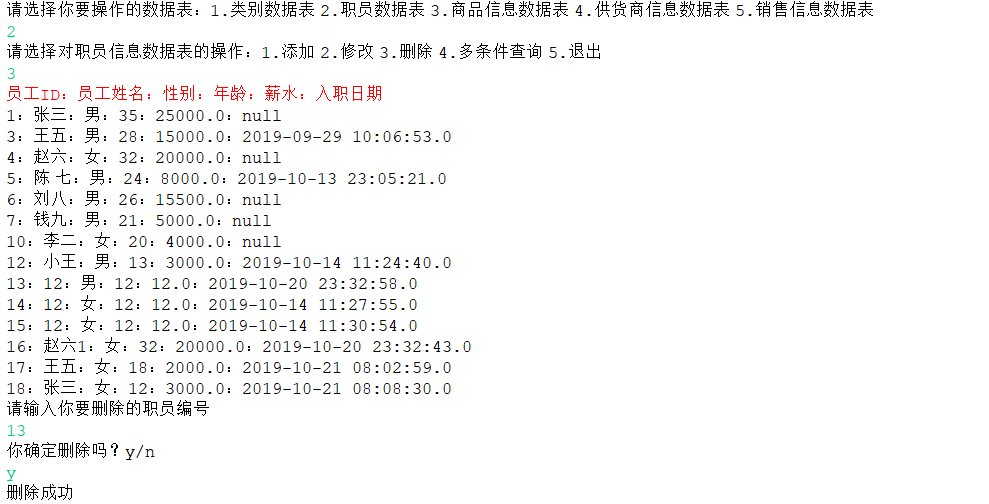 请选择你要操作的数据表：1.类别数据表 2.职员数据表 3.商品信息数据表 4.供货商信息数据表 5.销售信息数据表
2
请选择对职员信息数据表的操作：1.添加 2.修改 3.删除 4.多条件查询 5.退出
3
员工ID：员工姓名：性别：年龄：薪水：入职日期
1：张三：男：35：25000.0：null
3：王五：男：28：15000.0：2019-09-29 10:06:53.0
4：赵六：女：32：20000.0：null
5：陈 七：男：24：8000.0：2019-10-13 23:05:21.0
6：刘八：男：26：15500.0：null
7：钱九：男：21：5000.0：null
10：李二：女：20：4000.0：null
12：小王：男：13：3000.0：2019-10-14 11:24:40.0
13：12：男：12：12.0：2019-10-20 23:32:58.0
14：12：女：12：12.0：2019-10-14 11:27:55.0
15：12：女：12：12.0：2019-10-14 11:30:54.0
16：赵六1：女：32：20000.0：2019-10-20 23:32:43.0
17：王五：女：18：2000.0：2019-10-21 08:02:59.0
18：张三：女：12：3000.0：2019-10-21 08:08:30.0
请输入你要删除的职员编号
13
你确定删除吗？y/n
y
删除成功